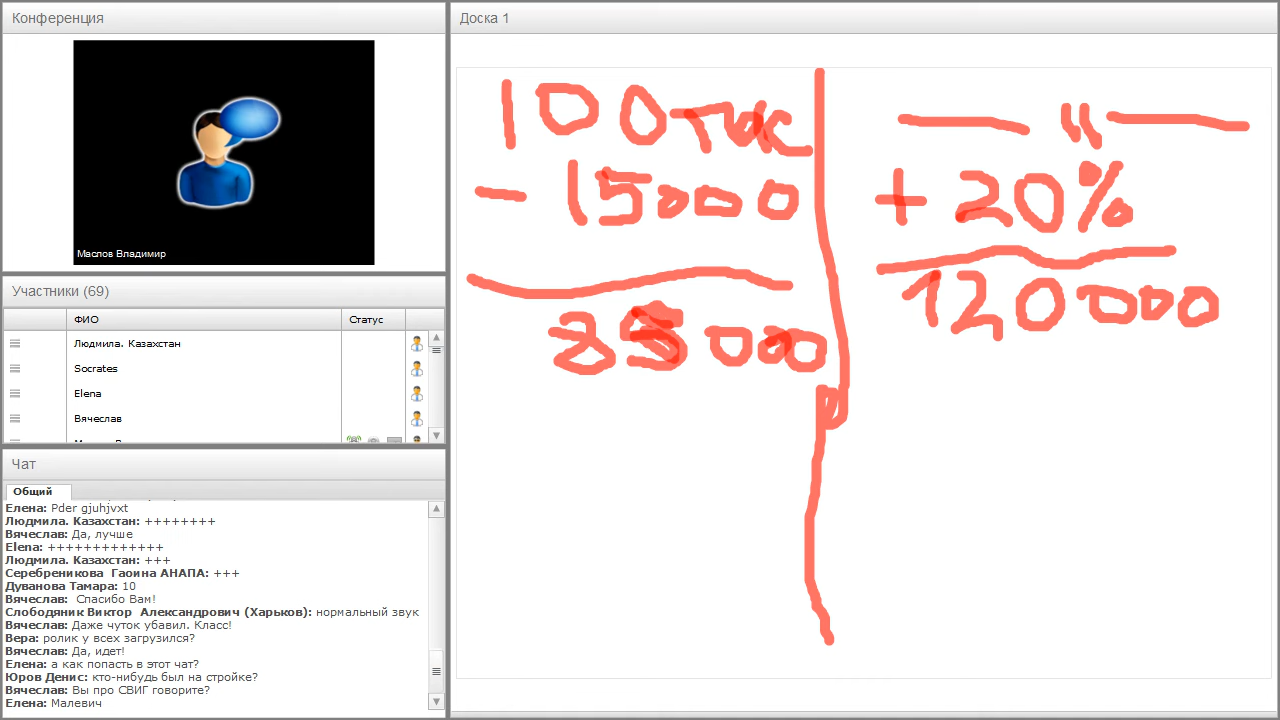 Конференция
Маслов Владимир
Участники (69)
ФИО
Статус
Людмила. Казахстан
Socrates
Elena
Вячеслав
Чат
Общий
Елена: Pder gjuhjvxt
Людмила. Казахстан: ++++++++
Вячеслав: Да, лучше
Elena: +++++++++++++
Людмила. Казахстан: +++
Серебреникова Гаоина АНАПА: +++
Дуванова Тамара: 10
Вячеслав: Спасибо Вам!
Слободяник Виктор Александрович (Харьков): нормальный звук
Вячеслав: Даже чуток убавил. Класс!
Вера: ролик у всех загрузился?
Вячеслав: Да, идет!
Елена: а как попасть в этот чат?
Юров Денис: кто-нибудь был на стройке?
Вячеслав: Вы про СВИГ говорите?
Елена: Малевич
Доска 1
100 тыс
- 15000
85000
— 〃 —
+ 20%
120000